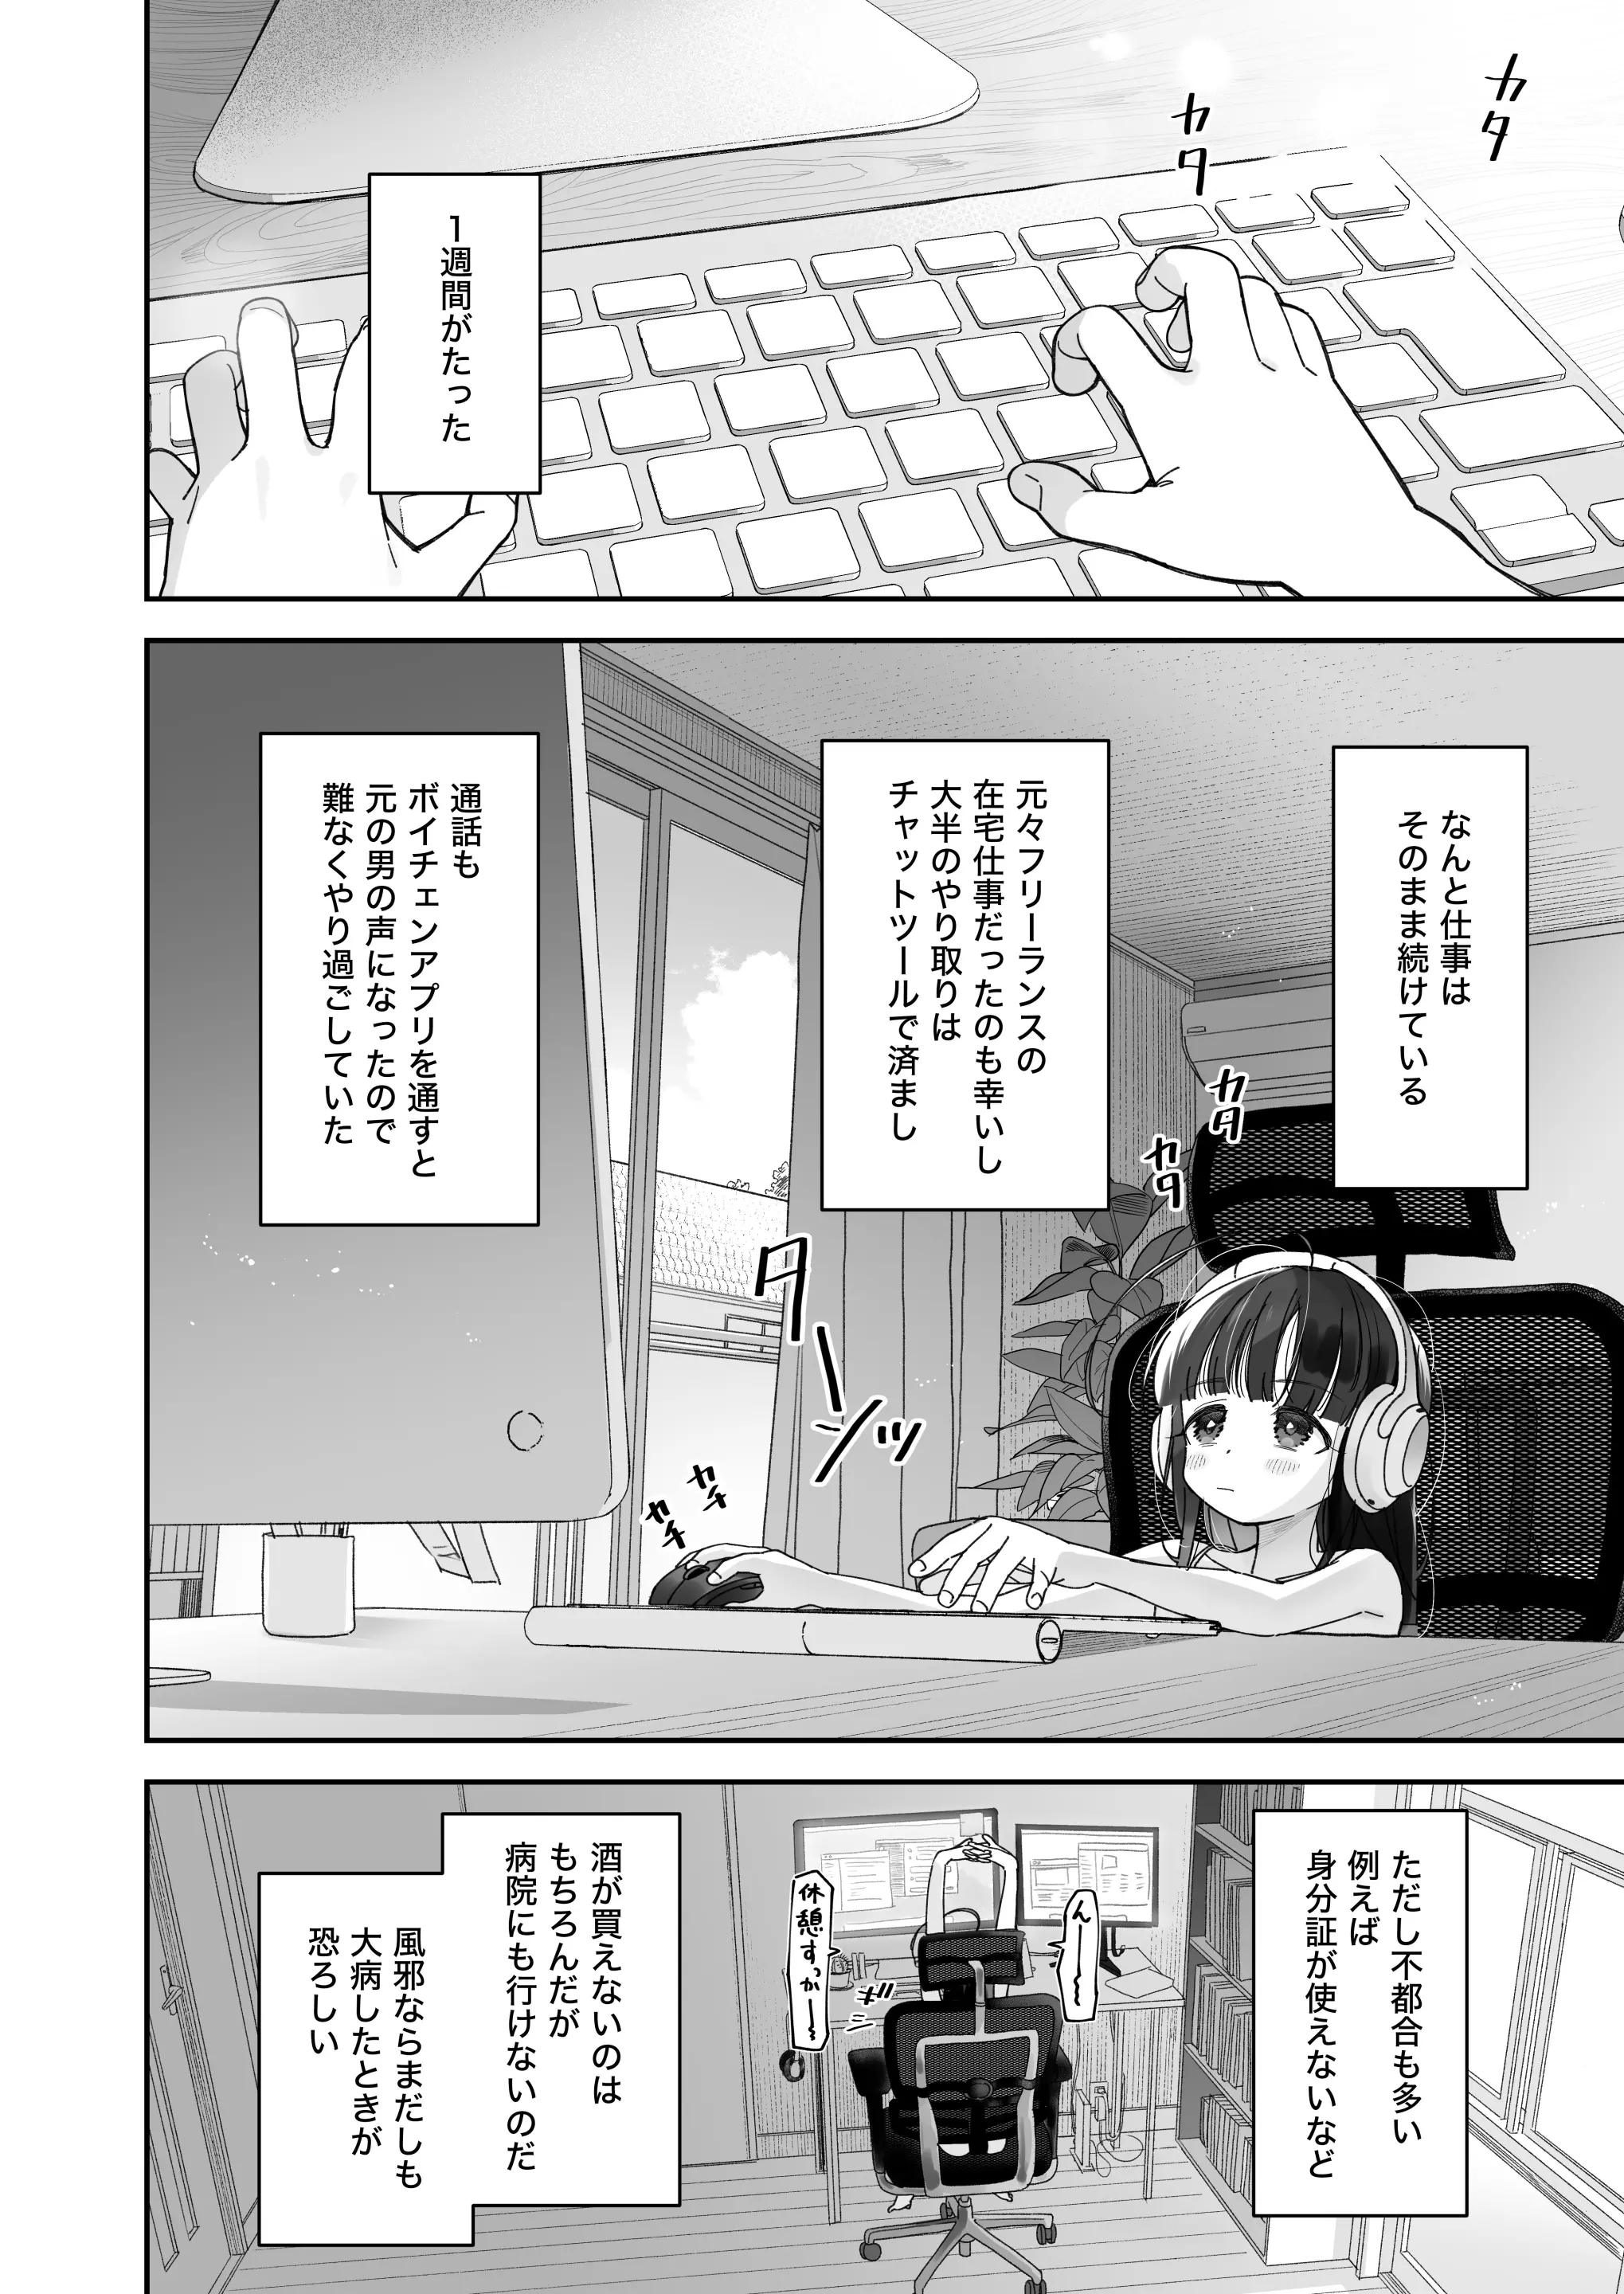 カタ
カタ
1週間がたった
なんと仕事は
そのまま続けている
元々フリーランスの
在宅仕事だったのも幸いし
大半のやり取りは
チャットツールで済まし
通話も
ボイチェンアプリを通すと
元の男の声になったので
難なくやり過ごしていた
カタ
カタ
ターンッ
カチ
カチ
ただし不都合も多い
例えば
身分証が使えないなど
んー――
休憩すっかー〜
ギシ
酒が買えないのは
もちろんだが
病院にも行けないのだ
風邪ならまだしも
大病したときが
恐ろしい